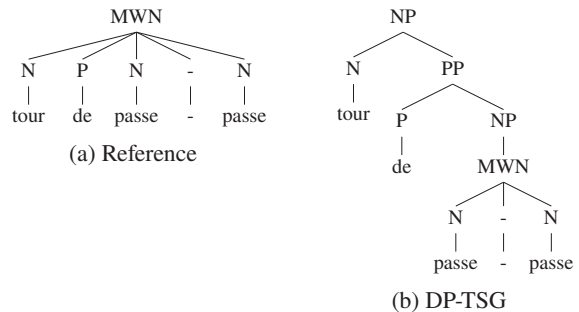 MWN
N P N - N
tour de passe - passe
(a) Reference
NP
N PP
tour P NP
de MWN
N - N
passe - passe
(b) DP-TSG